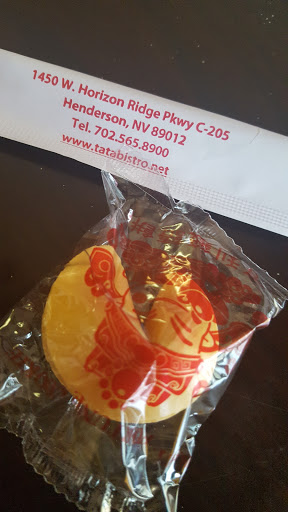 1450 W. Horizon Ridge Pkwy C-205
Henderson, NV 89012
Tel. 702.565.8900
www.tatabistro.net